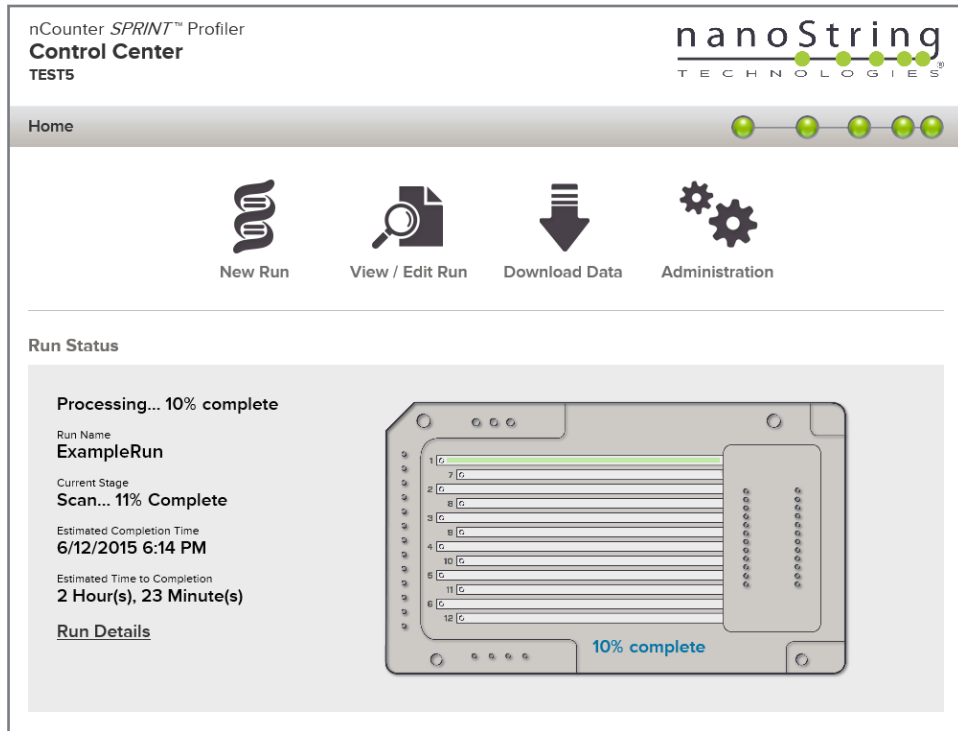 nCounter SPRINT™ Profiler
Control Center
TEST5
nanoString
TECHNOLOGIES®
Home
New Run
View / Edit Run
Download Data
Administration
Run Status
Processing... 10% complete
Run Name
ExampleRun
Current Stage
Scan... 11% Complete
Estimated Completion Time
6/12/2015 6:14 PM
Estimated Time to Completion
2 Hour(s), 23 Minute(s)
Run Details
1
7
2
8
3
9
4
10
5
11
6
12
10% complete